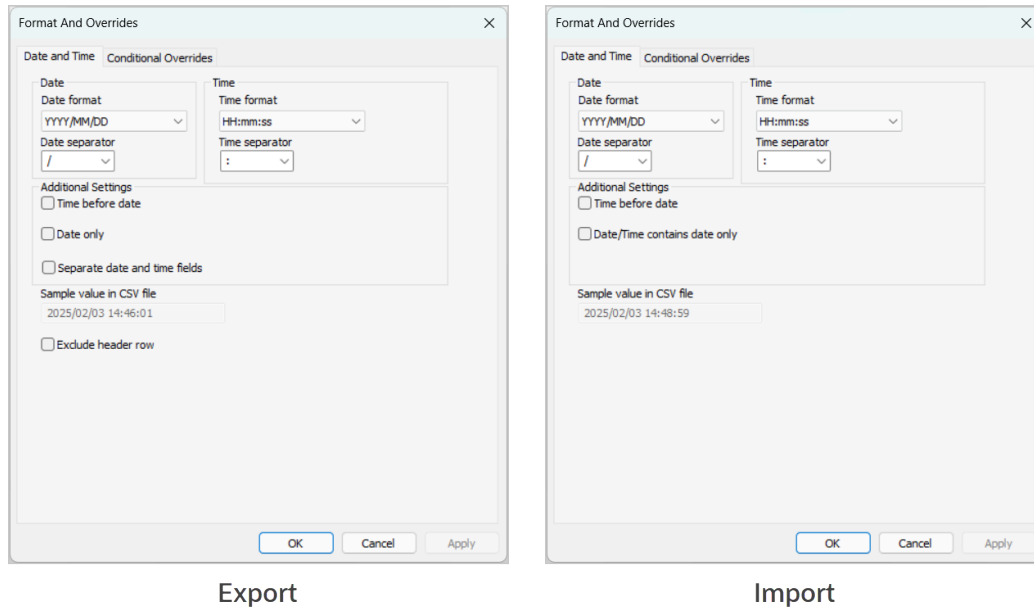 Format And Overrides
Date and Time Conditional Overrides
Date Time
Date format Time format
YYYY/MM/DD HH:mm:ss
Date separator Time separator
/ :
Additional Settings
Time before date
Date only
Separate date and time fields
Sample value in CSV file
2025/02/03 14:46:01
Exclude header row
OK Cancel Apply
Export
Format And Overrides
Date and Time Conditional Overrides
Date Time
Date format Time format
YYYY/MM/DD HH:mm:ss
Date separator Time separator
/ :
Additional Settings
Time before date
Date/Time contains date only
Sample value in CSV file
2025/02/03 14:48:59
OK Cancel Apply
Import